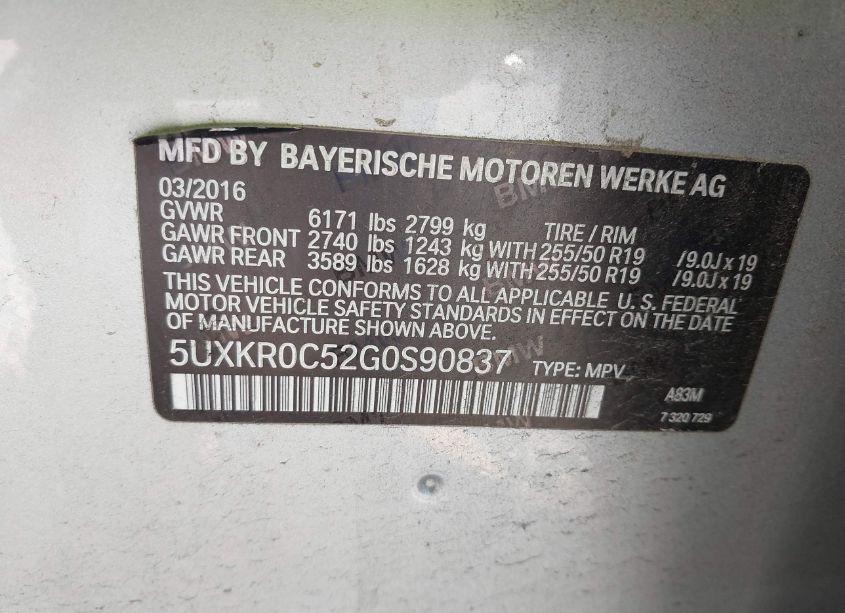 MFD BY BAYERISCHE MOTOREN WERKE AG
03/2016
GVWR 6171 lbs 2799 kg TIRE / RIM
GAWR FRONT 2740 lbs 1243 kg WITH 255/50 R19 /9.0J x 19
GAWR REAR 3589 lbs 1628 kg WITH 255/50 R19 /9.0J x 19
THIS VEHICLE CONFORMS TO ALL APPLICABLE U. S. FEDERAL
MOTOR VEHICLE SAFETY STANDARDS IN EFFECT ON THE DATE
OF MANUFACTURE SHOWN ABOVE.
5UXKR0C52G0S90837 TYPE: MPV
A83M
7 320 729